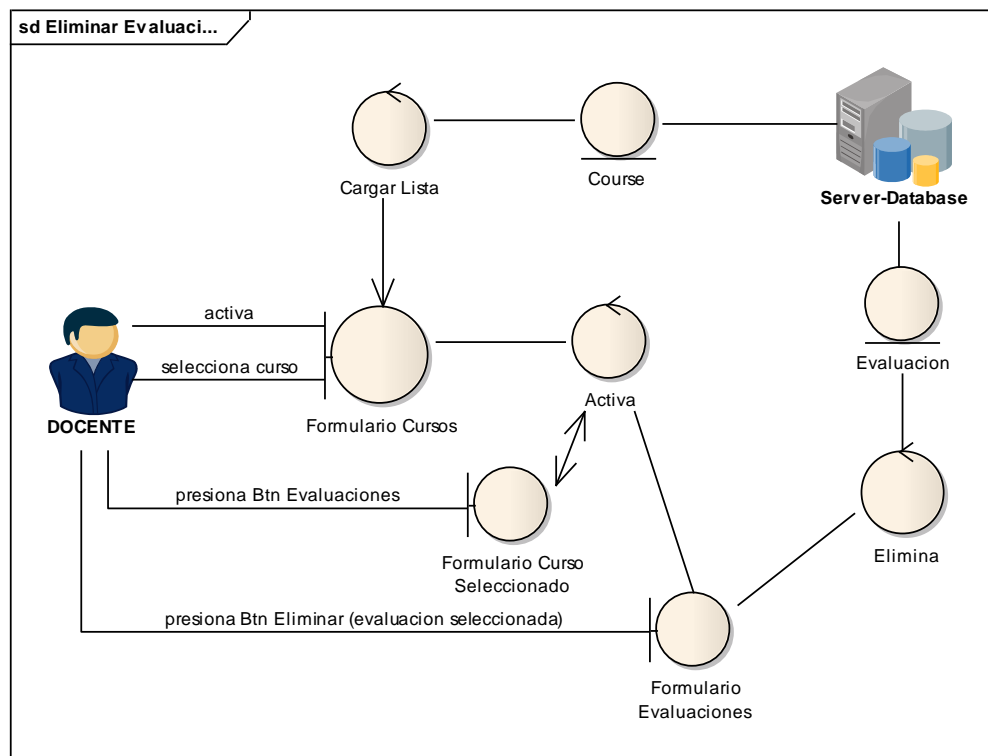 sd Eliminar Evaluaci...
Cargar Lista
Course
Server-Database
activa
selecciona curso
DOCENTE
Formulario Cursos
Activa
Evaluacion
presiona Btn Evaluaciones
Formulario Curso
Seleccionado
Elimina
presiona Btn Eliminar (evaluacion seleccionada)
Formulario
Evaluaciones